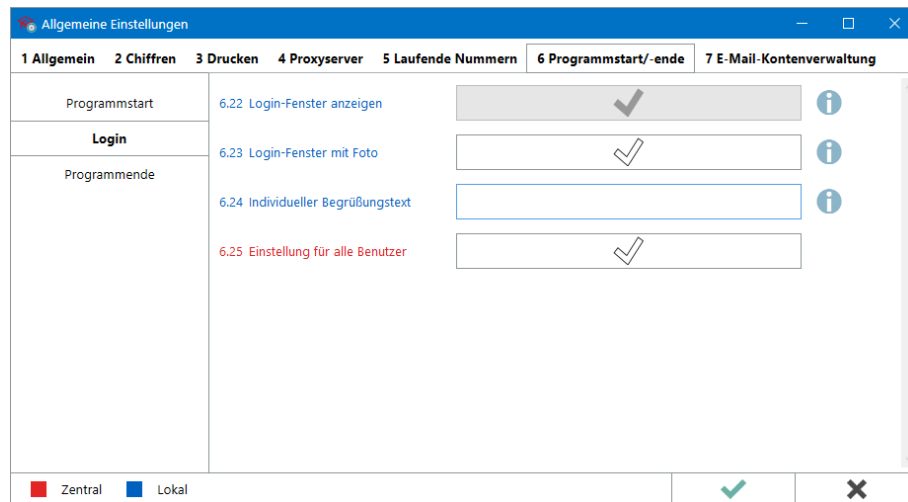 Allgemeine Einstellungen
1 Allgemein 2 Chiffren 3 Drucken 4 Proxyserver 5 Laufende Nummern 6 Programmstart/-ende 7 E-Mail-Kontenverwaltung
Programmstart
Login
Programmende
6.22 Login-Fenster anzeigen
6.23 Login-Fenster mit Foto
6.24 Individueller Begrüßungstext
6.25 Einstellung für alle Benutzer
Zentral Lokal